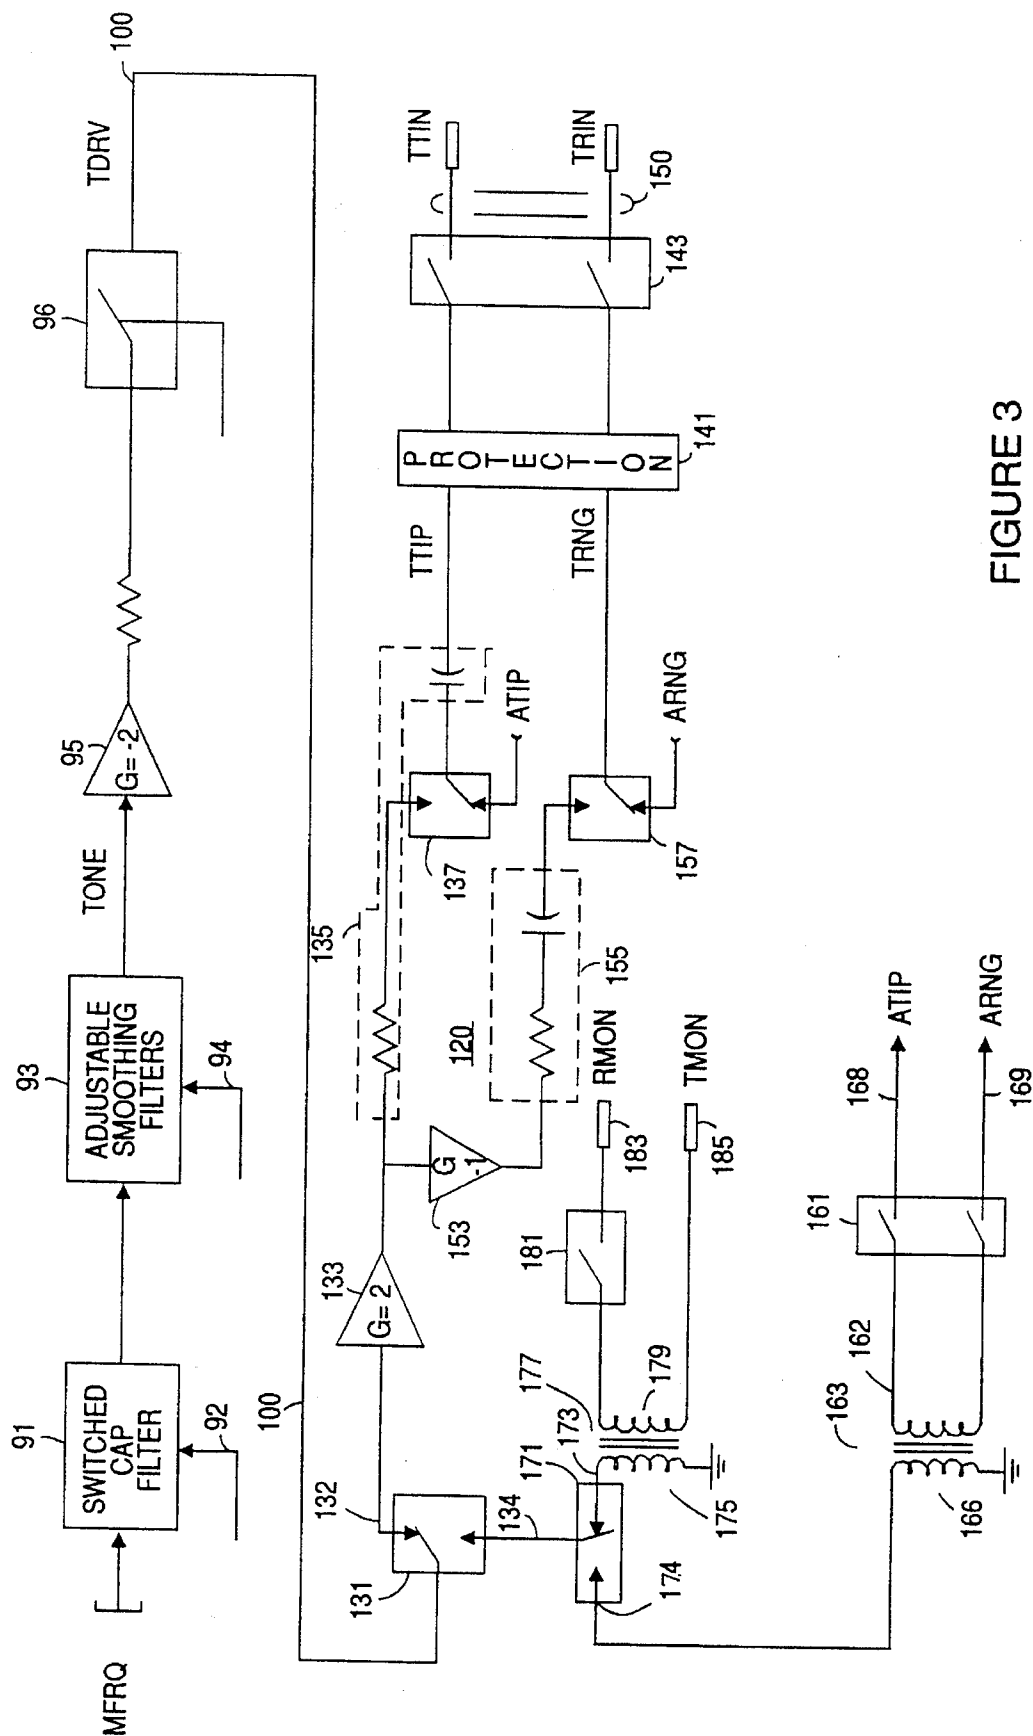 MFRQ
91
SWITCHED
CAP
FILTER
92
93
ADJUSTABLE
SMOOTHING
FILTERS
94
TONE
95
G= -2
96
TDRV
100
100
131
132
134
133
G= 2
135
153
G
-1
120
155
137
ATIP
157
ARNG
TTIP
TRNG
PROTECTION
141
143
150
TTIN
TRIN
171
173
174
175
177
179
181
183
RMON
185
TMON
166
163
162
161
168
ATIP
169
ARNG
FIGURE 3